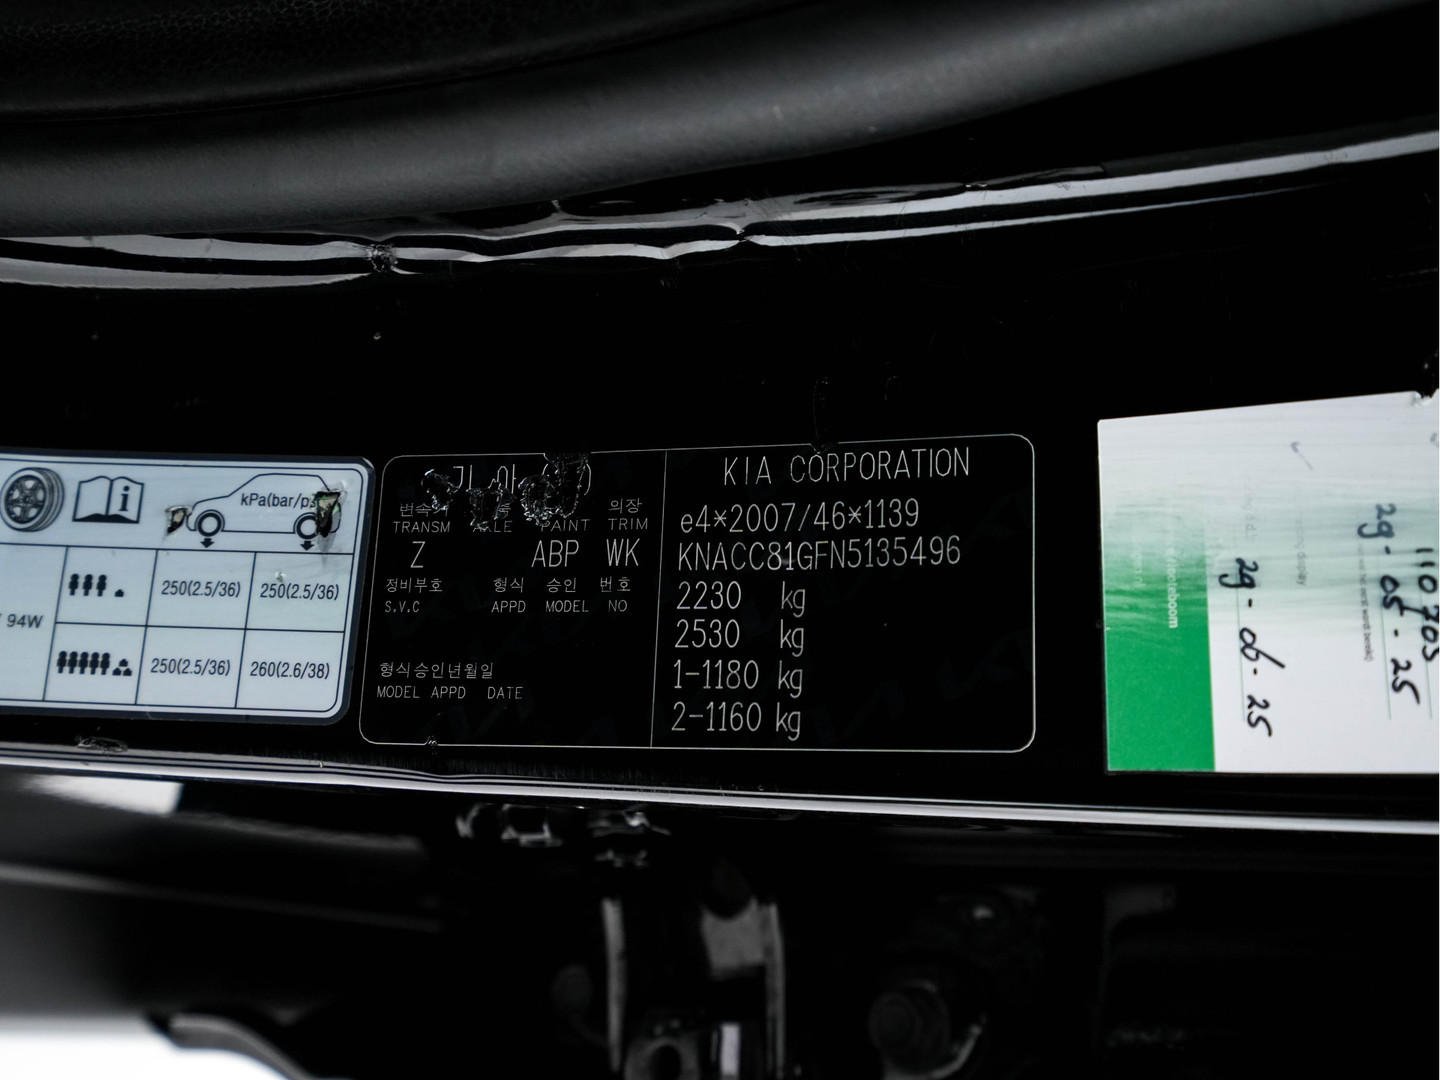 kPa(bar/psi)
250(2.5/36) 250(2.5/36)
94W
250(2.5/36) 260(2.6/38)
기아
변속기 의장
TRANSM AXLE PAINT TRIM
Z ABP WK
정비부호 형식 승인 번호
S.V.C APPD MODEL NO
형식승인년월일
MODEL APPD DATE
KIA CORPORATION
e4*2007/46*1139
KNACC81GFN5135496
2230 kg
2530 kg
1-1180 kg
2-1160 kg
110703
29-05-25
29-06-25